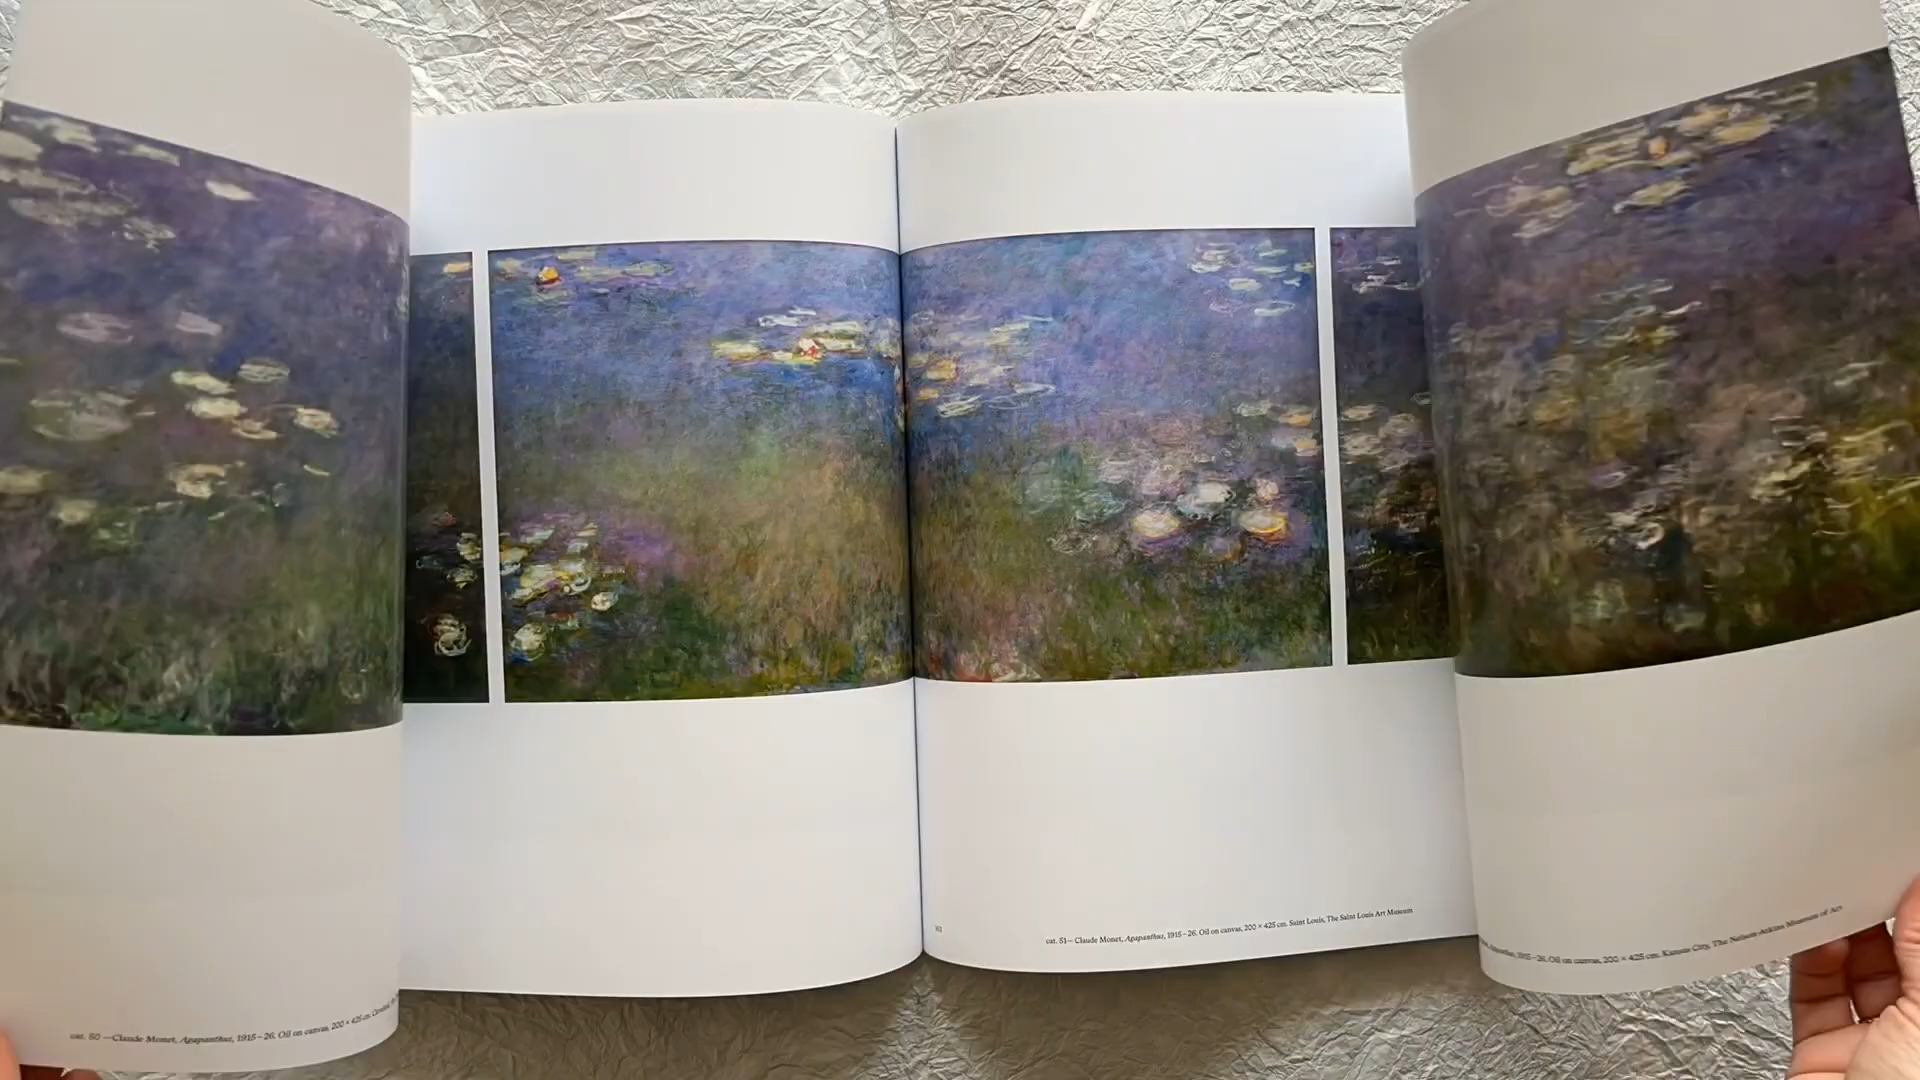 cat. 50 —Claude Monet, Agapanthus, 1915–26. Oil on canvas, 200 × 425 cm. Cleveland,
cat. 51— Claude Monet, Agapanthus, 1915–26. Oil on canvas, 200 × 425 cm. Saint Louis, The Saint Louis Art Museum
1915–26. Oil on canvas, 200 × 425 cm. Kansas City, The Nelson-Atkins Museum of Art